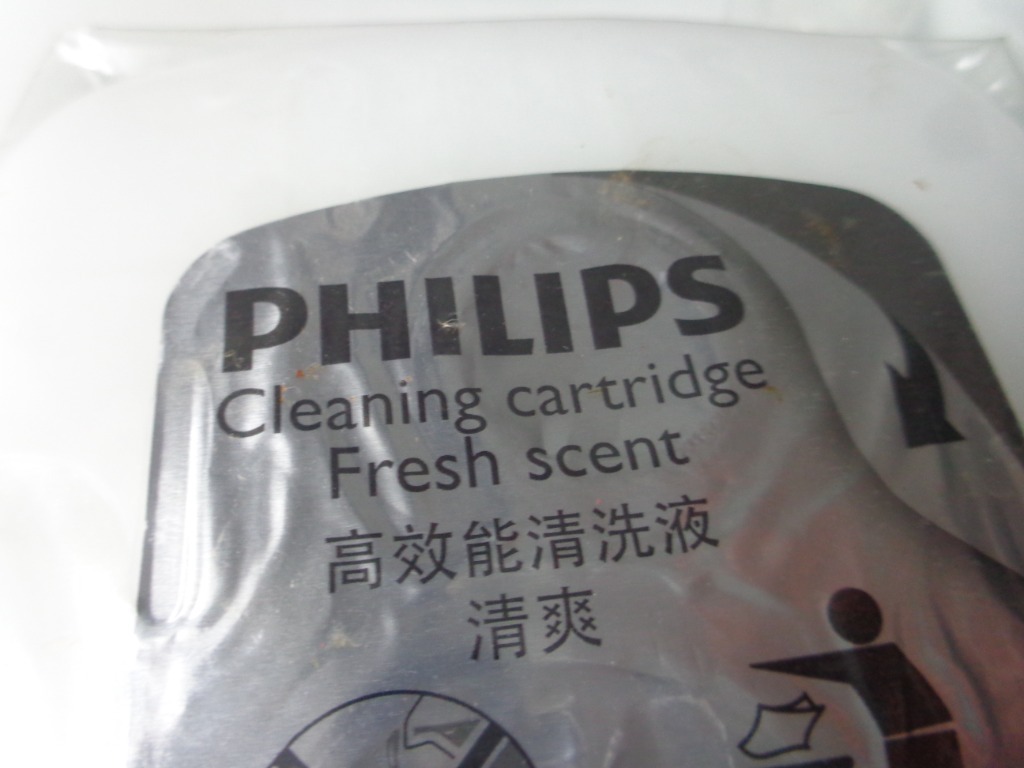 PHILIPS
Cleaning cartridge
Fresh scent
高效能清洗液
清爽